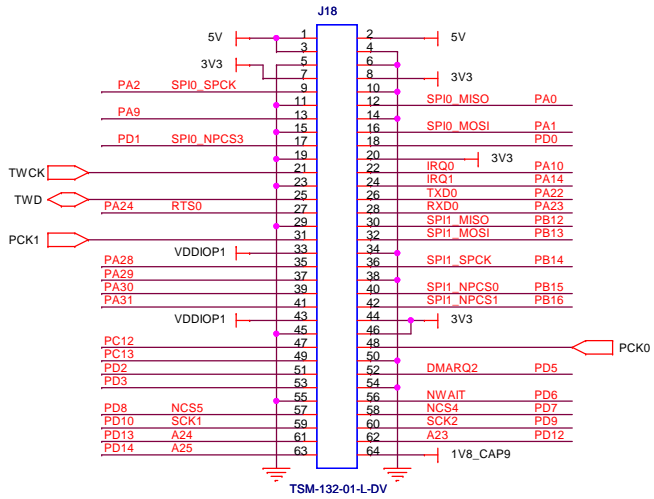 J18
5V 1 2 5V
3 4
5 6
3V3 7 8 3V3
PA2 SPI0_SPCK 9 10
11 12 SPI0_MISO PA0
PA9 13 14
15 16 SPI0_MOSI PA1
PD1 SPI0_NPCS3 17 18 PD0
19 20 3V3
TWCK 21 22 IRQ0 PA10
23 24 IRQ1 PA14
TWD 25 26 TXD0 PA22
PA24 RTS0 27 28 RXD0 PA23
29 30 SPI1_MISO PB12
PCK1 31 32 SPI1_MOSI PB13
VDDIOP1 33 34
PA28 35 36 SPI1_SPCK PB14
PA29 37 38
PA30 39 40 SPI1_NPCS0 PB15
PA31 41 42 SPI1_NPCS1 PB16
VDDIOP1 43 44 3V3
45 46
PC12 47 48 PCK0
PC13 49 50
PD2 51 52 DMARQ2 PD5
PD3 53 54
55 56 NWAIT PD6
PD8 NCS5 57 58 NCS4 PD7
PD10 SCK1 59 60 SCK2 PD9
PD13 A24 61 62 A23 PD12
PD14 A25 63 64 1V8_CAP9
TSM-132-01-L-DV